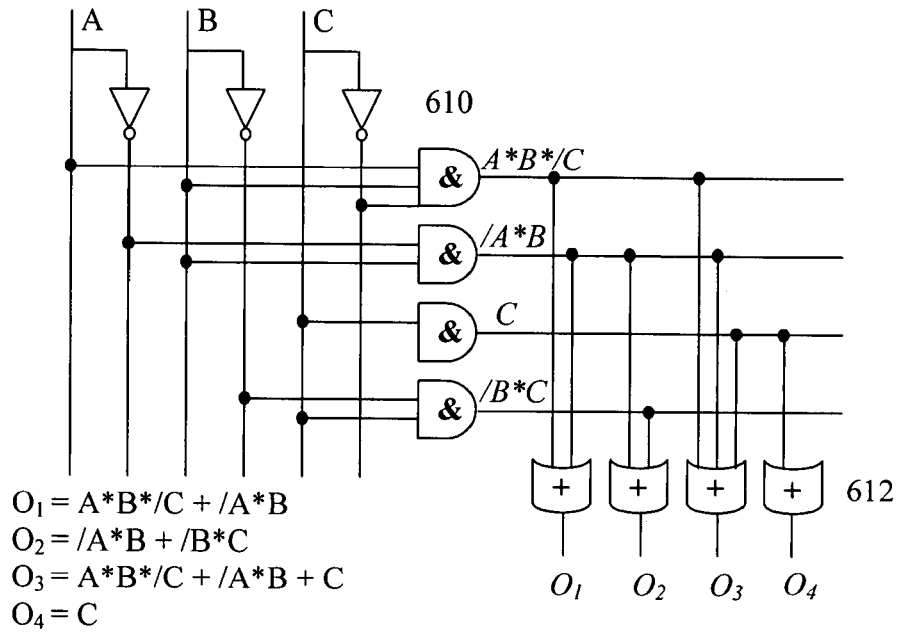 A B C
610
A*B*/C
&
/A*B
&
C
&
/B*C
&
+ + + +
612
O₁ = A*B*/C + /A*B
O₂ = /A*B + /B*C
O₃ = A*B*/C + /A*B + C
O₄ = C
O₁ O₂ O₃ O₄